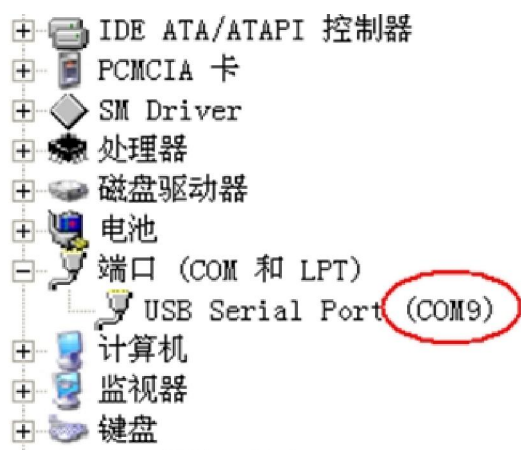 IDE ATA/ATAPI 控制器
PCMCIA 卡
SM Driver
处理器
磁盘驱动器
电池
端口 (COM 和 LPT)
USB Serial Port (COM9)
计算机
监视器
键盘